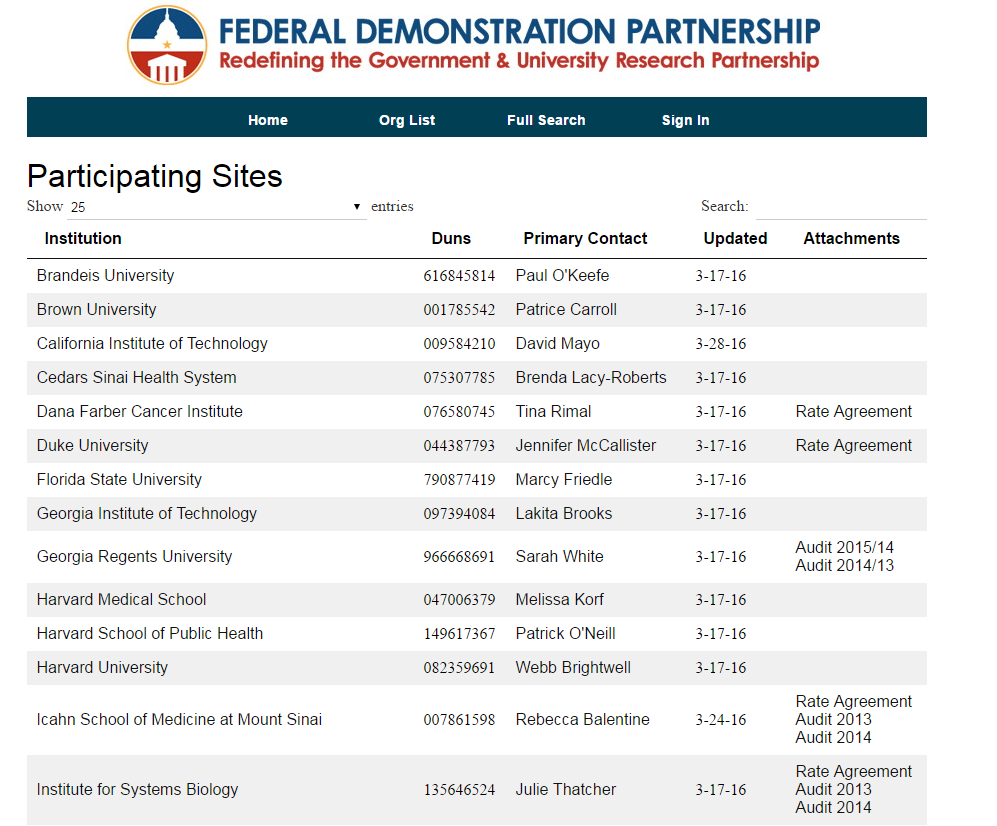 FEDERAL DEMONSTRATION PARTNERSHIP
Redefining the Government & University Research Partnership
Home Org List Full Search Sign In
Participating Sites
Show 25 entries Search:
Institution Duns Primary Contact Updated Attachments
Brandeis University 616845814 Paul O'Keefe 3-17-16
Brown University 001785542 Patrice Carroll 3-17-16
California Institute of Technology 009584210 David Mayo 3-28-16
Cedars Sinai Health System 075307785 Brenda Lacy-Roberts 3-17-16
Dana Farber Cancer Institute 076580745 Tina Rimal 3-17-16 Rate Agreement
Duke University 044387793 Jennifer McCallister 3-17-16 Rate Agreement
Florida State University 790877419 Marcy Friedle 3-17-16
Georgia Institute of Technology 097394084 Lakita Brooks 3-17-16
Georgia Regents University 966668691 Sarah White 3-17-16 Audit 2015/14
Audit 2014/13
Harvard Medical School 047006379 Melissa Korf 3-17-16
Harvard School of Public Health 149617367 Patrick O'Neill 3-17-16
Harvard University 082359691 Webb Brightwell 3-17-16
Icahn School of Medicine at Mount Sinai 007861598 Rebecca Balentine 3-24-16 Rate Agreement
Audit 2013
Audit 2014
Institute for Systems Biology 135646524 Julie Thatcher 3-17-16 Rate Agreement
Audit 2013
Audit 2014